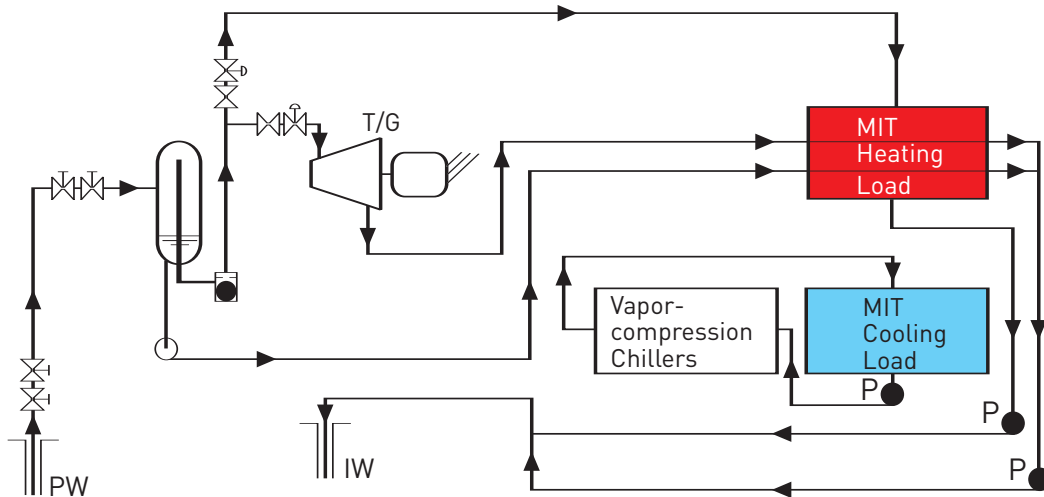 T/G
MIT
Heating
Load
Vapor-
compression
Chillers
MIT
Cooling
Load
P
P
P
PW
IW